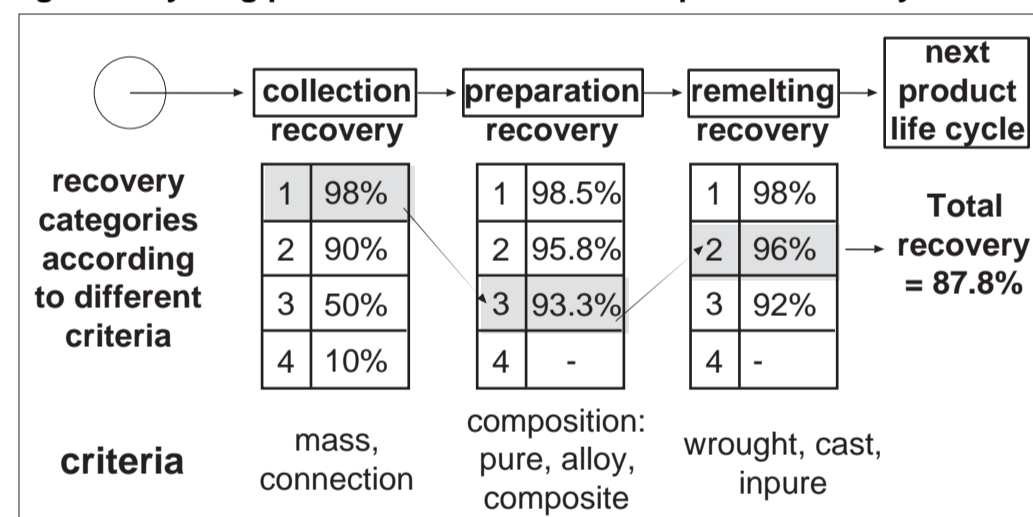 collection
preparation
remelting
next
product
life cycle
recovery
recovery
recovery
recovery
categories
according
to different
criteria
1 98%
2 90%
3 50%
4 10%
1 98.5%
2 95.8%
3 93.3%
4 -
1 98%
2 96%
3 92%
4 -
Total
recovery
= 87.8%
criteria
mass,
connection
composition:
pure, alloy,
composite
wrought, cast,
inpure